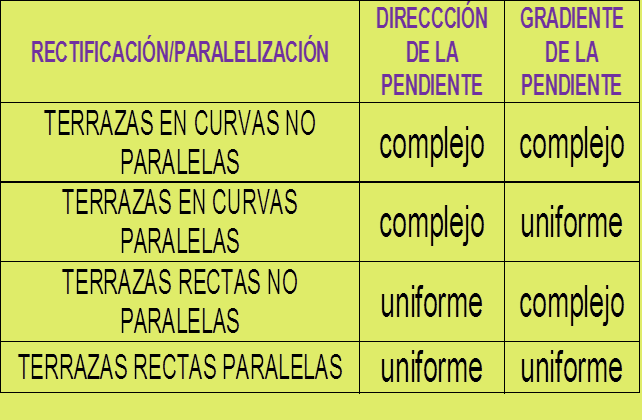 RECTIFICACIÓN/PARALELIZACIÓN
DIRECCCIÓN
DE LA
PENDIENTE
GRADIENTE
DE LA
PENDIENTE
TERRAZAS EN CURVAS NO
PARALELAS
complejo
complejo
TERRAZAS EN CURVAS
PARALELAS
complejo
uniforme
TERRAZAS RECTAS NO
PARALELAS
uniforme
complejo
TERRAZAS RECTAS PARALELAS
uniforme
uniforme